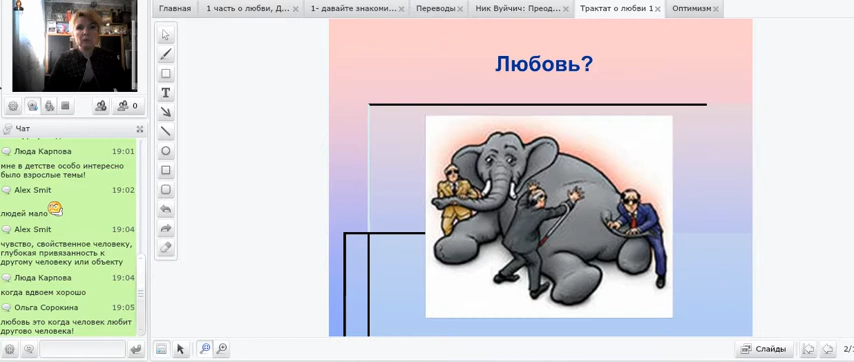 Главная
1 часть о любви, Д...
1- давайте знакоми...
Переводы
Ник Вуйчич: Преод...
Трактат о любви 1
Оптимизм
Любовь?
0
Чат
Люда Карпова 19:01
мне в детстве особо интересно
было взрослые темы!
Alex Smit 19:02
людей мало
Alex Smit 19:04
чувство, свойственное человеку,
глубокая привязанность к
другому человеку или объекту
Люда Карпова 19:04
когда вдвоем хорошо
Ольга Сорокина 19:05
любовь это когда человек любит
другово человека!
T
Слайды